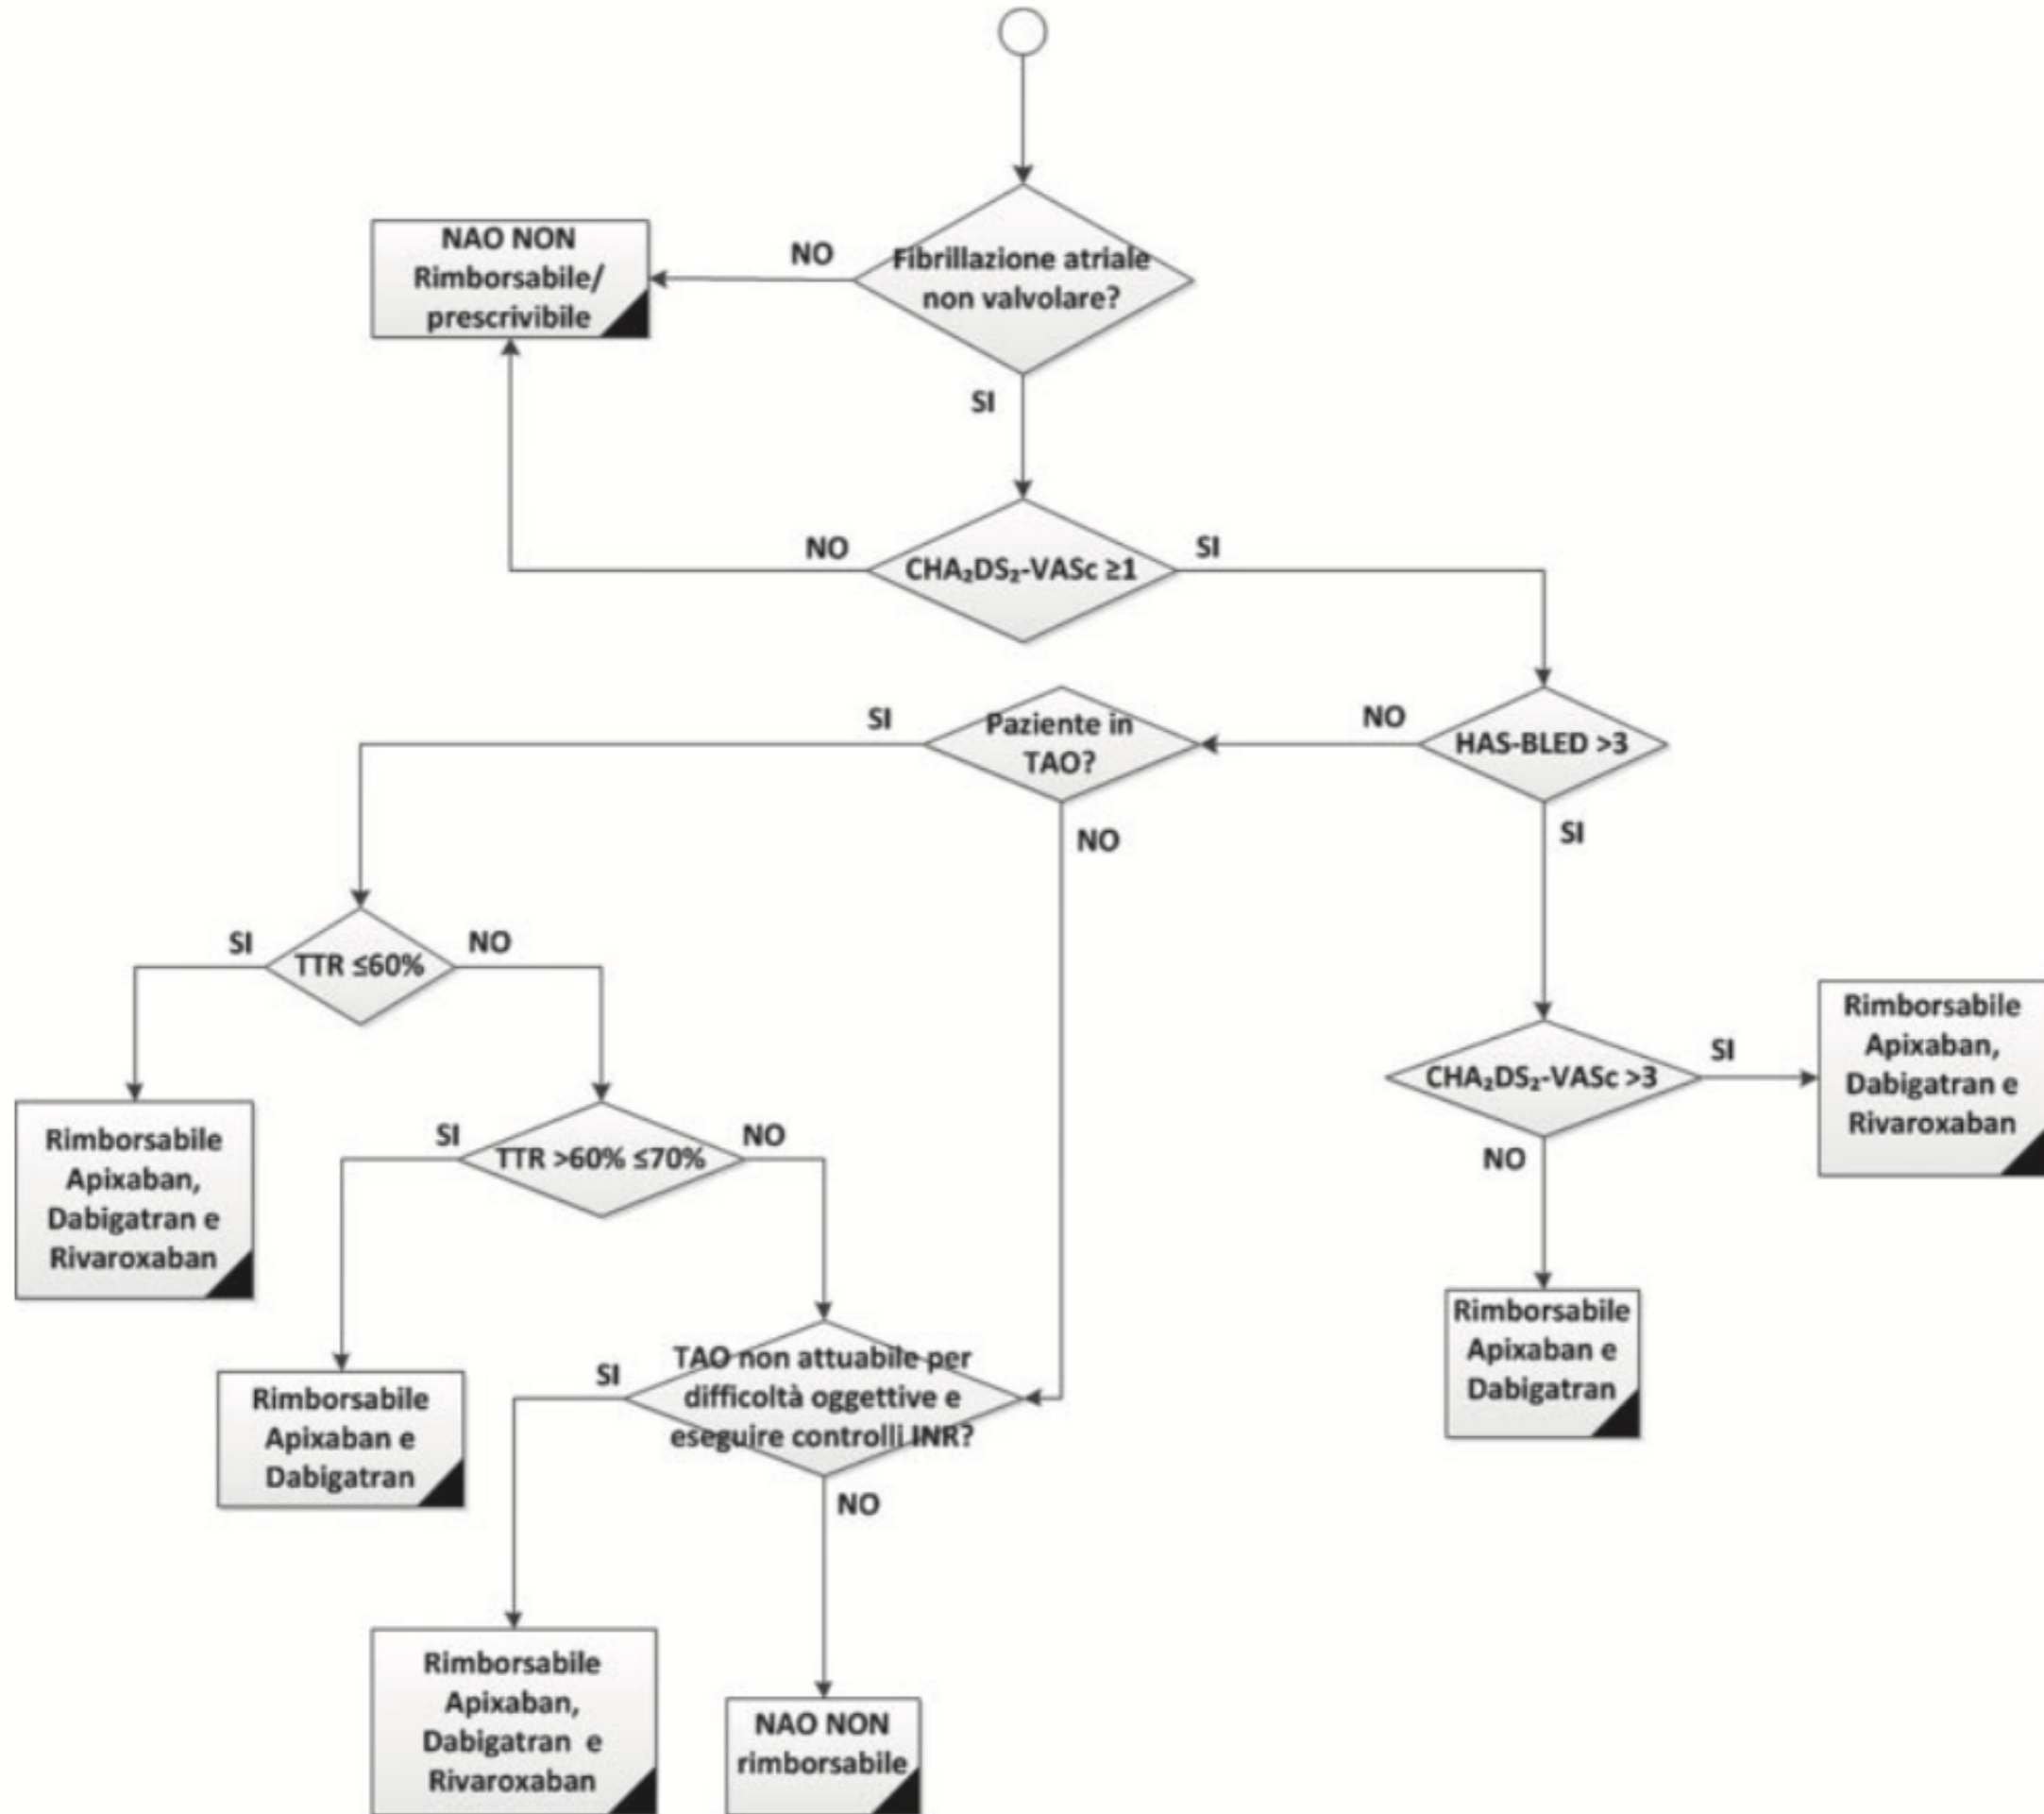 Fibrillazione atriale
non valvolare?
NO
NAO NON
Rimborsabile/
prescrivibile
SI
CHA₂DS₂-VASc ≥1
NO
SI
HAS-BLED >3
NO
SI
Paziente in
TAO?
SI
NO
TTR ≤60%
SI
NO
Rimborsabile
Apixaban,
Dabigatran e
Rivaroxaban
TTR >60% ≤70%
SI
NO
Rimborsabile
Apixaban e
Dabigatran
TAO non attuabile per
difficoltà oggettive e
eseguire controlli INR?
SI
NO
Rimborsabile
Apixaban,
Dabigatran e
Rivaroxaban
NAO NON
rimborsabile
CHA₂DS₂-VASc >3
SI
NO
Rimborsabile
Apixaban,
Dabigatran e
Rivaroxaban
Rimborsabile
Apixaban e
Dabigatran